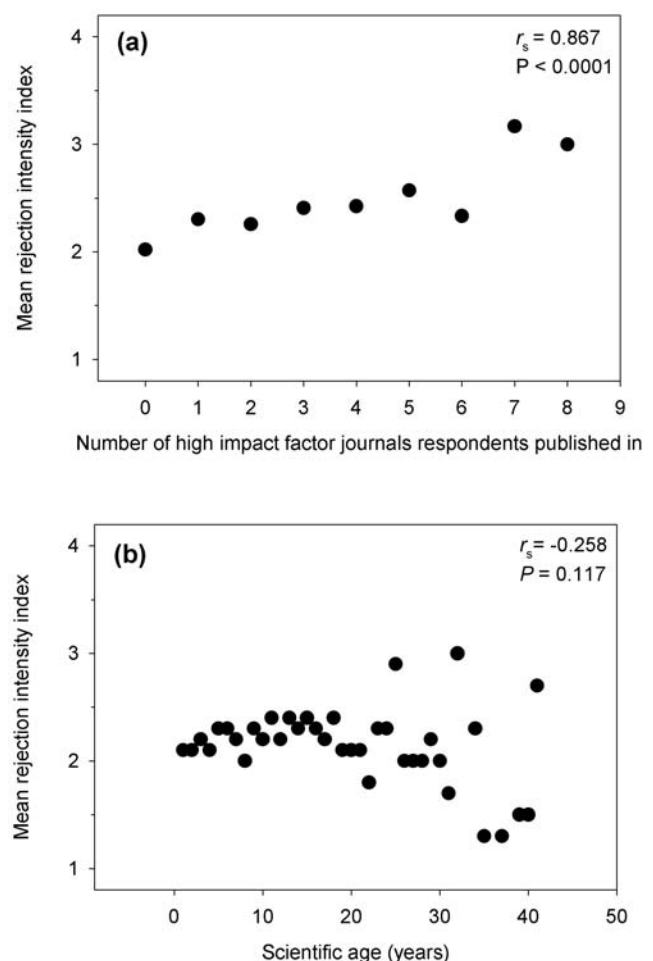 (a)
rs = 0.867
P < 0.0001
4
3
2
1
Mean rejection intensity index
0 1 2 3 4 5 6 7 8 9
Number of high impact factor journals respondents published in
(b)
rs = -0.258
P = 0.117
4
3
2
1
Mean rejection intensity index
0 10 20 30 40 50
Scientific age (years)